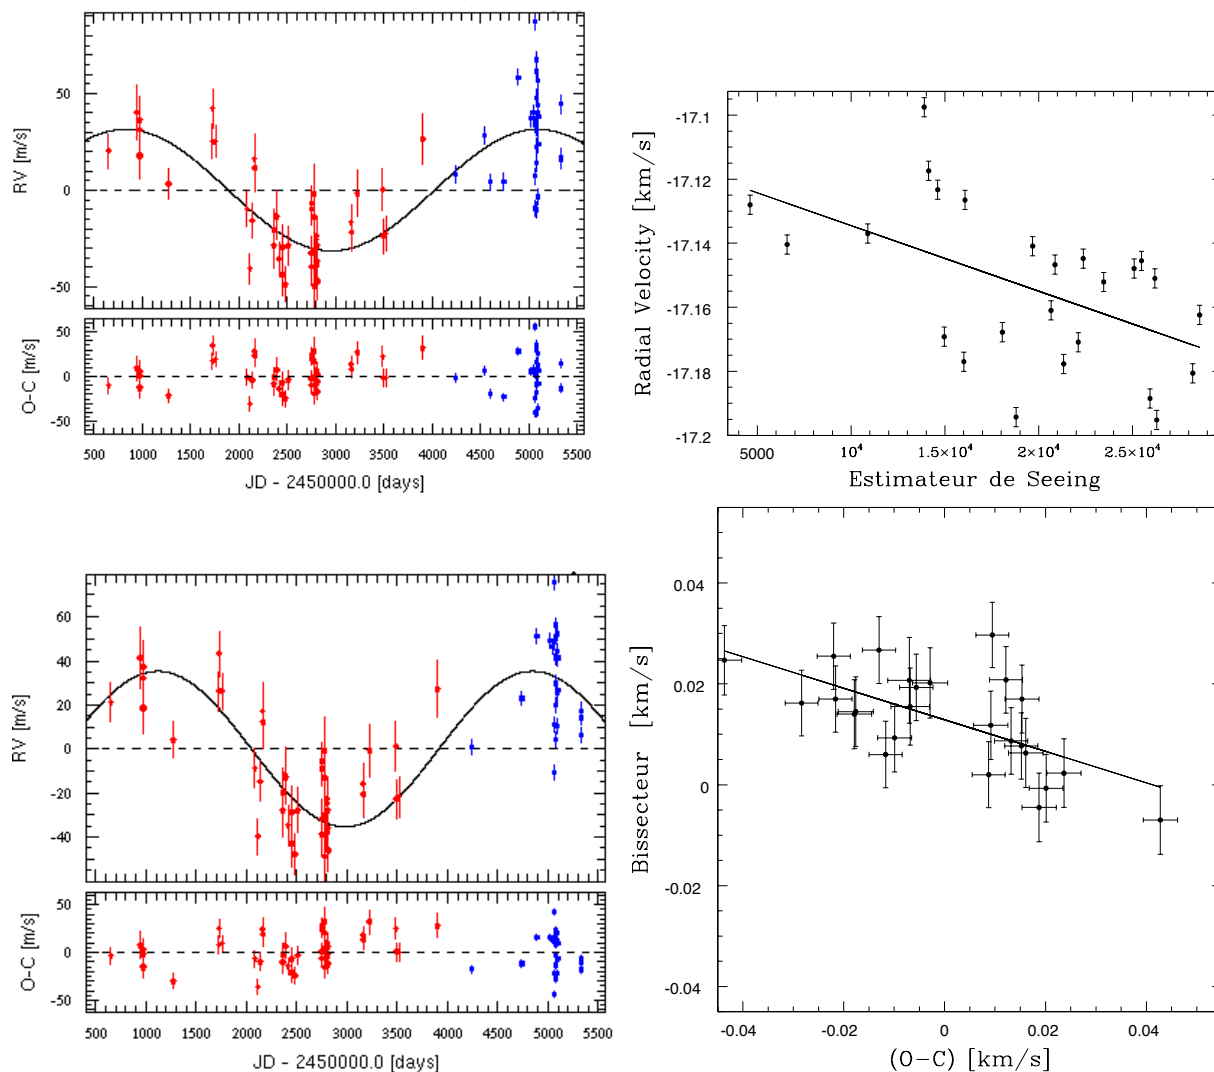 50
0
-50
RV [m/s]
50
0
-50
O-C [m/s]
500 1000 1500 2000 2500 3000 3500 4000 4500 5000 5500
JD - 2450000.0 [days]
-17.1
-17.12
-17.14
-17.16
-17.18
-17.2
Radial Velocity [km/s]
5000 10⁴ 1.5×10⁴ 2×10⁴ 2.5×10⁴
Estimateur de Seeing
60
40
20
0
-20
-40
RV [m/s]
50
0
-50
O-C [m/s]
500 1000 1500 2000 2500 3000 3500 4000 4500 5000 5500
JD - 2450000.0 [days]
0.04
0.02
0
-0.02
-0.04
Bissecteur [km/s]
-0.04 -0.02 0 0.02 0.04
(O-C) [km/s]